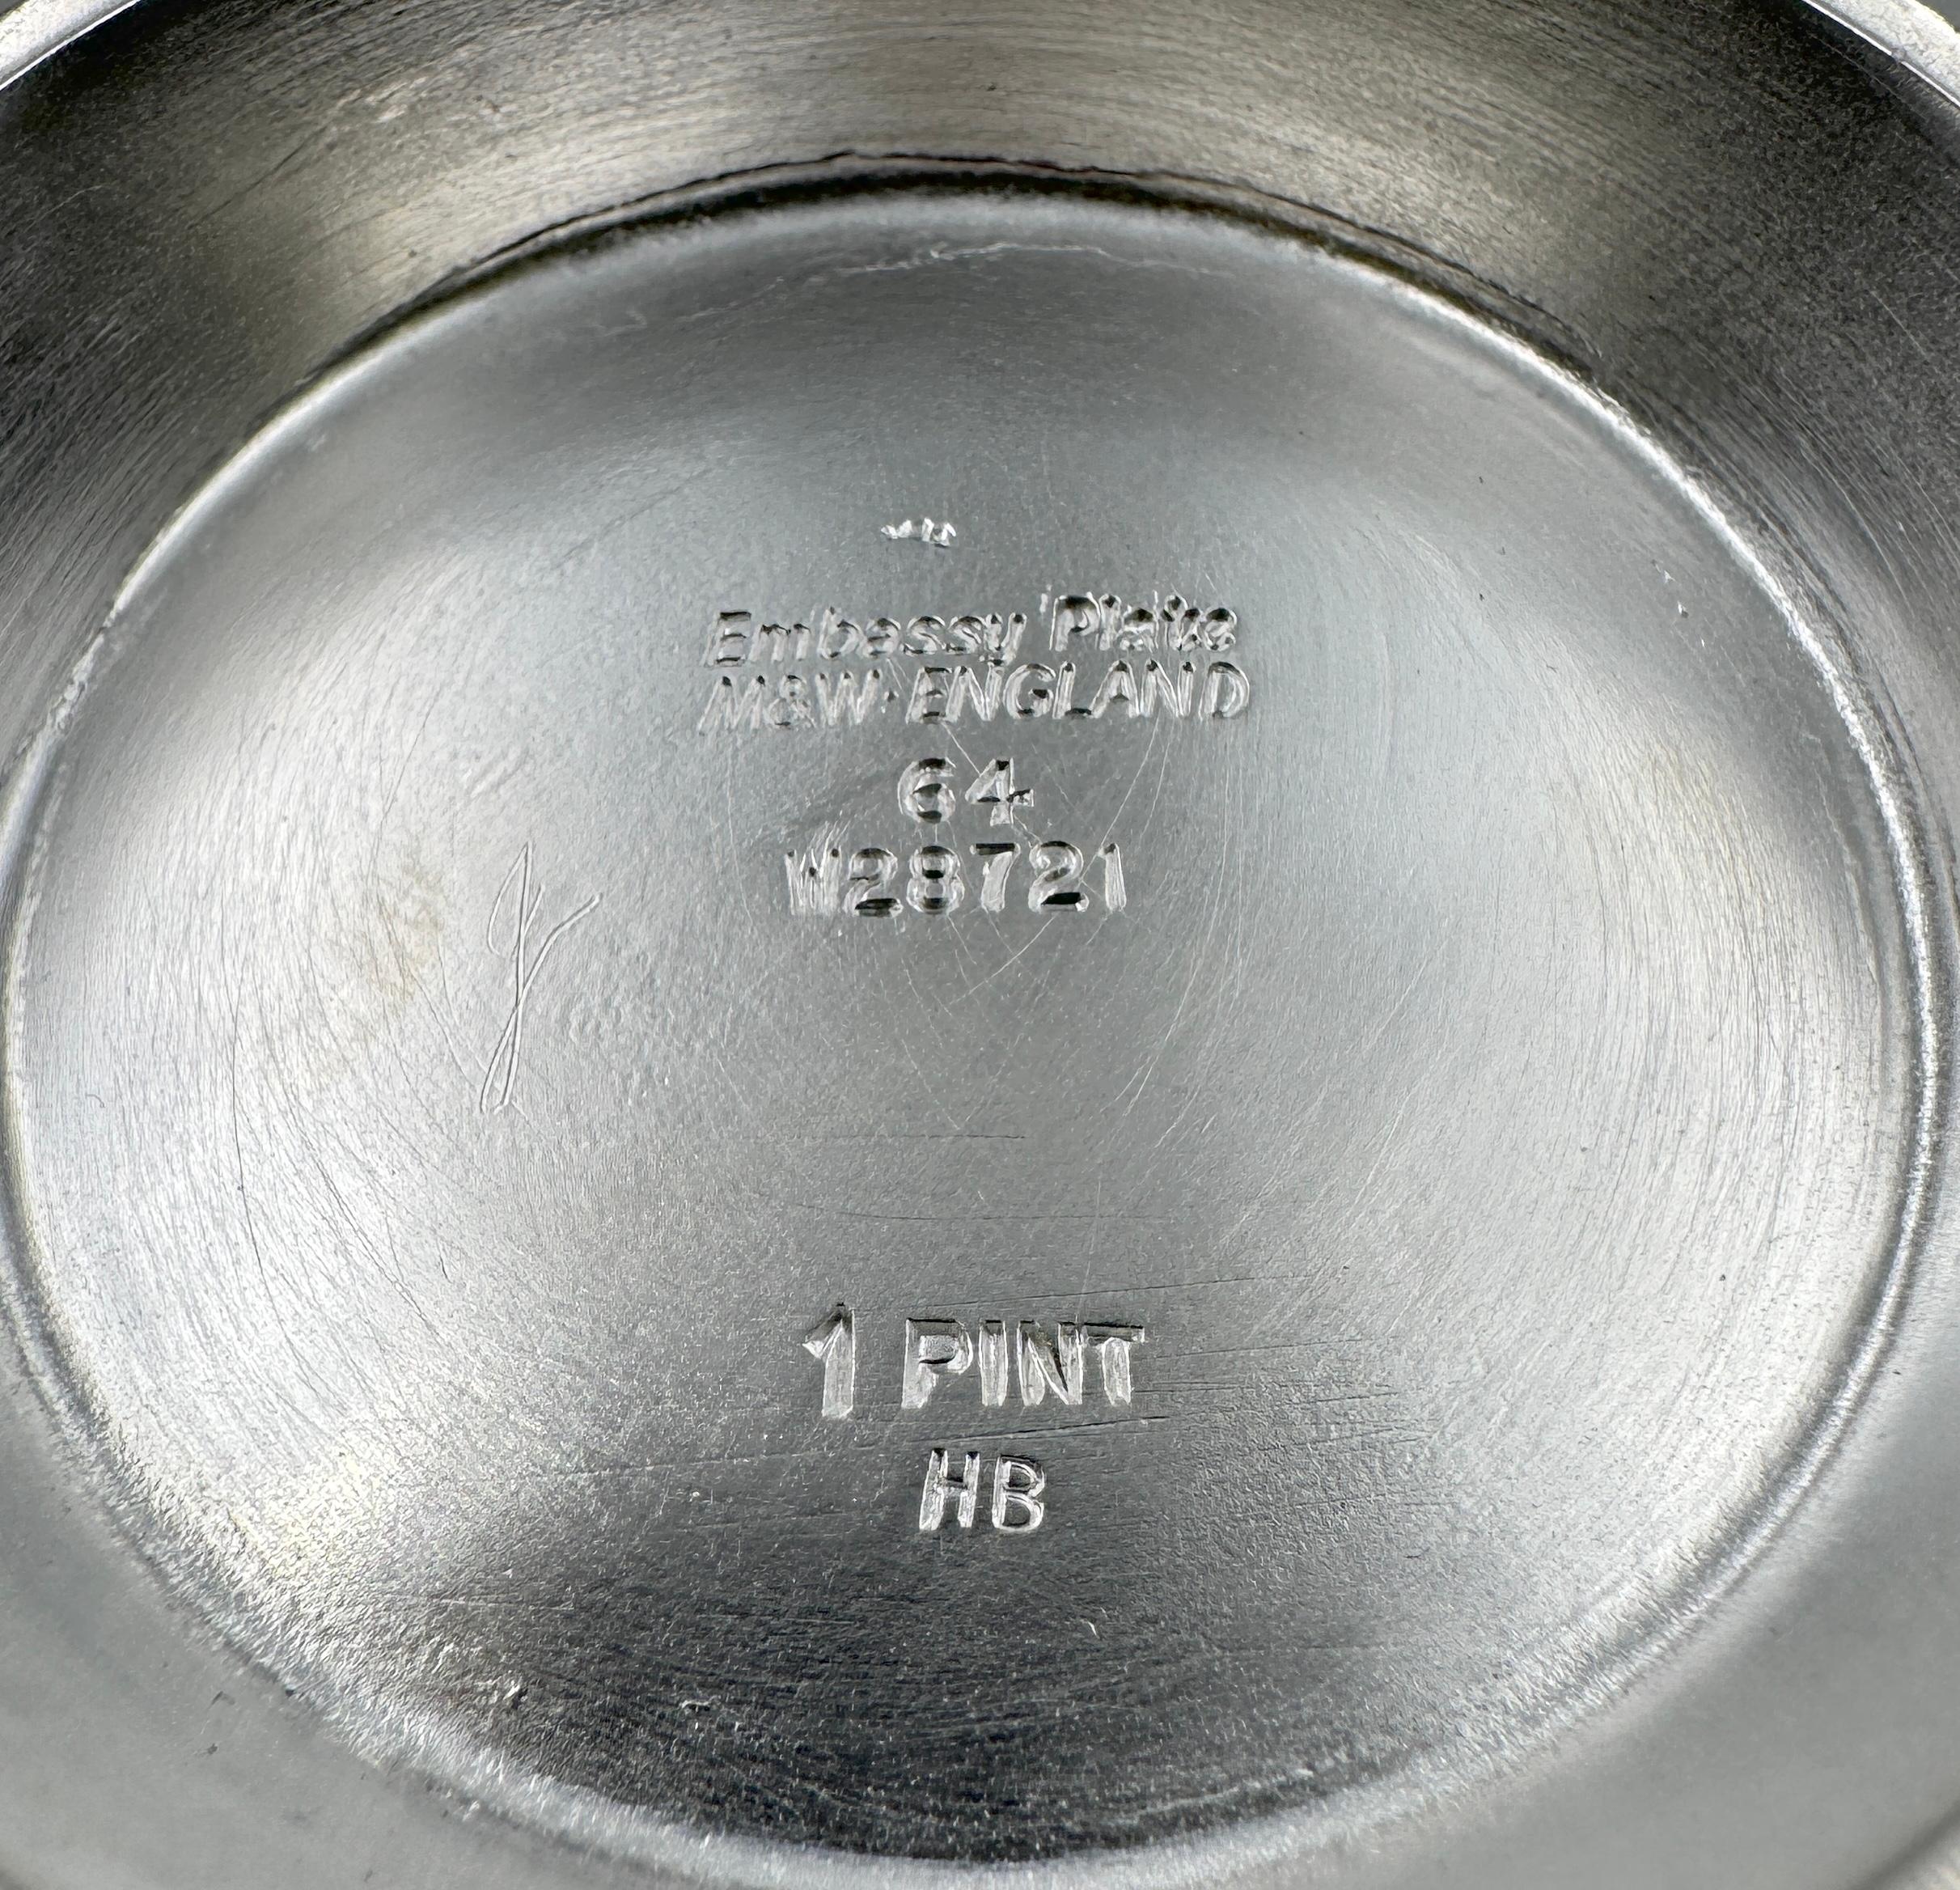 Embassy Plate
M&W· ENGLAND
64
W28721
1 PINT
HB